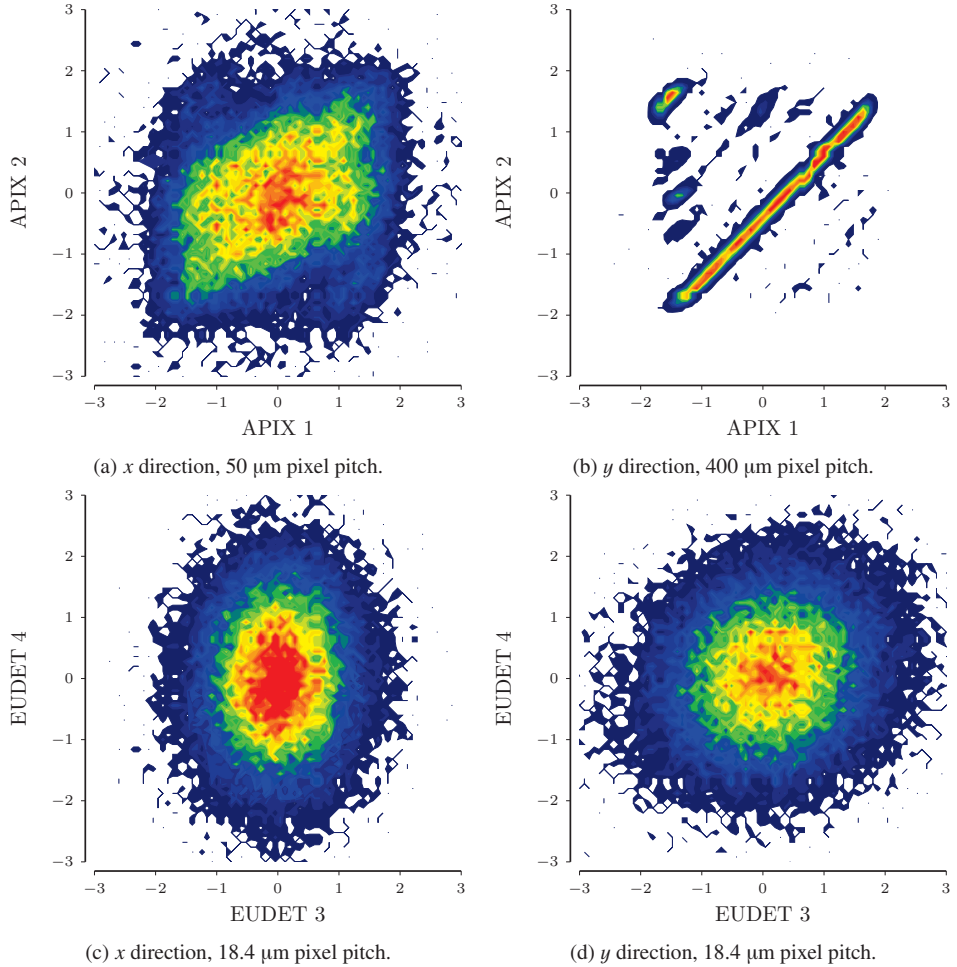 3
3
2
2
1
1
0
0
−1
−1
−2
−2
−3
−3
APIX 2
APIX 2
−3 −2 −1 0 1 2 3
−3 −2 −1 0 1 2 3
APIX 1
APIX 1
(a) x direction, 50 μm pixel pitch.
(b) y direction, 400 μm pixel pitch.
3
3
2
2
1
1
0
0
−1
−1
−2
−2
−3
−3
EUDET 4
EUDET 4
−3 −2 −1 0 1 2 3
−3 −2 −1 0 1 2 3
EUDET 3
EUDET 3
(c) x direction, 18.4 μm pixel pitch.
(d) y direction, 18.4 μm pixel pitch.